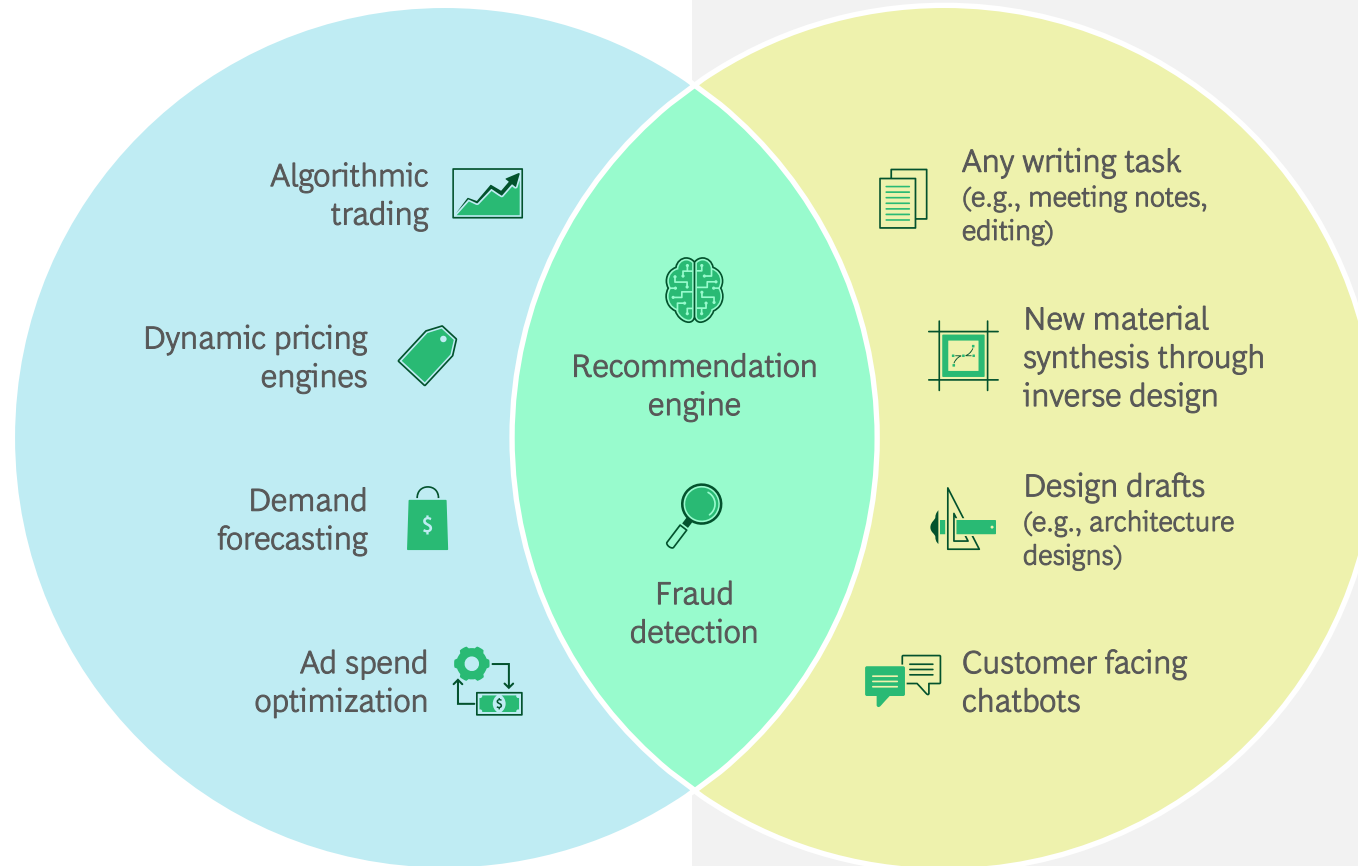 Algorithmic
trading
Dynamic pricing
engines
Demand
forecasting
$
Ad spend
optimization
$
Recommendation
engine
Fraud
detection
Any writing task
(e.g., meeting notes,
editing)
New material
synthesis through
inverse design
Design drafts
(e.g., architecture
designs)
Customer facing
chatbots